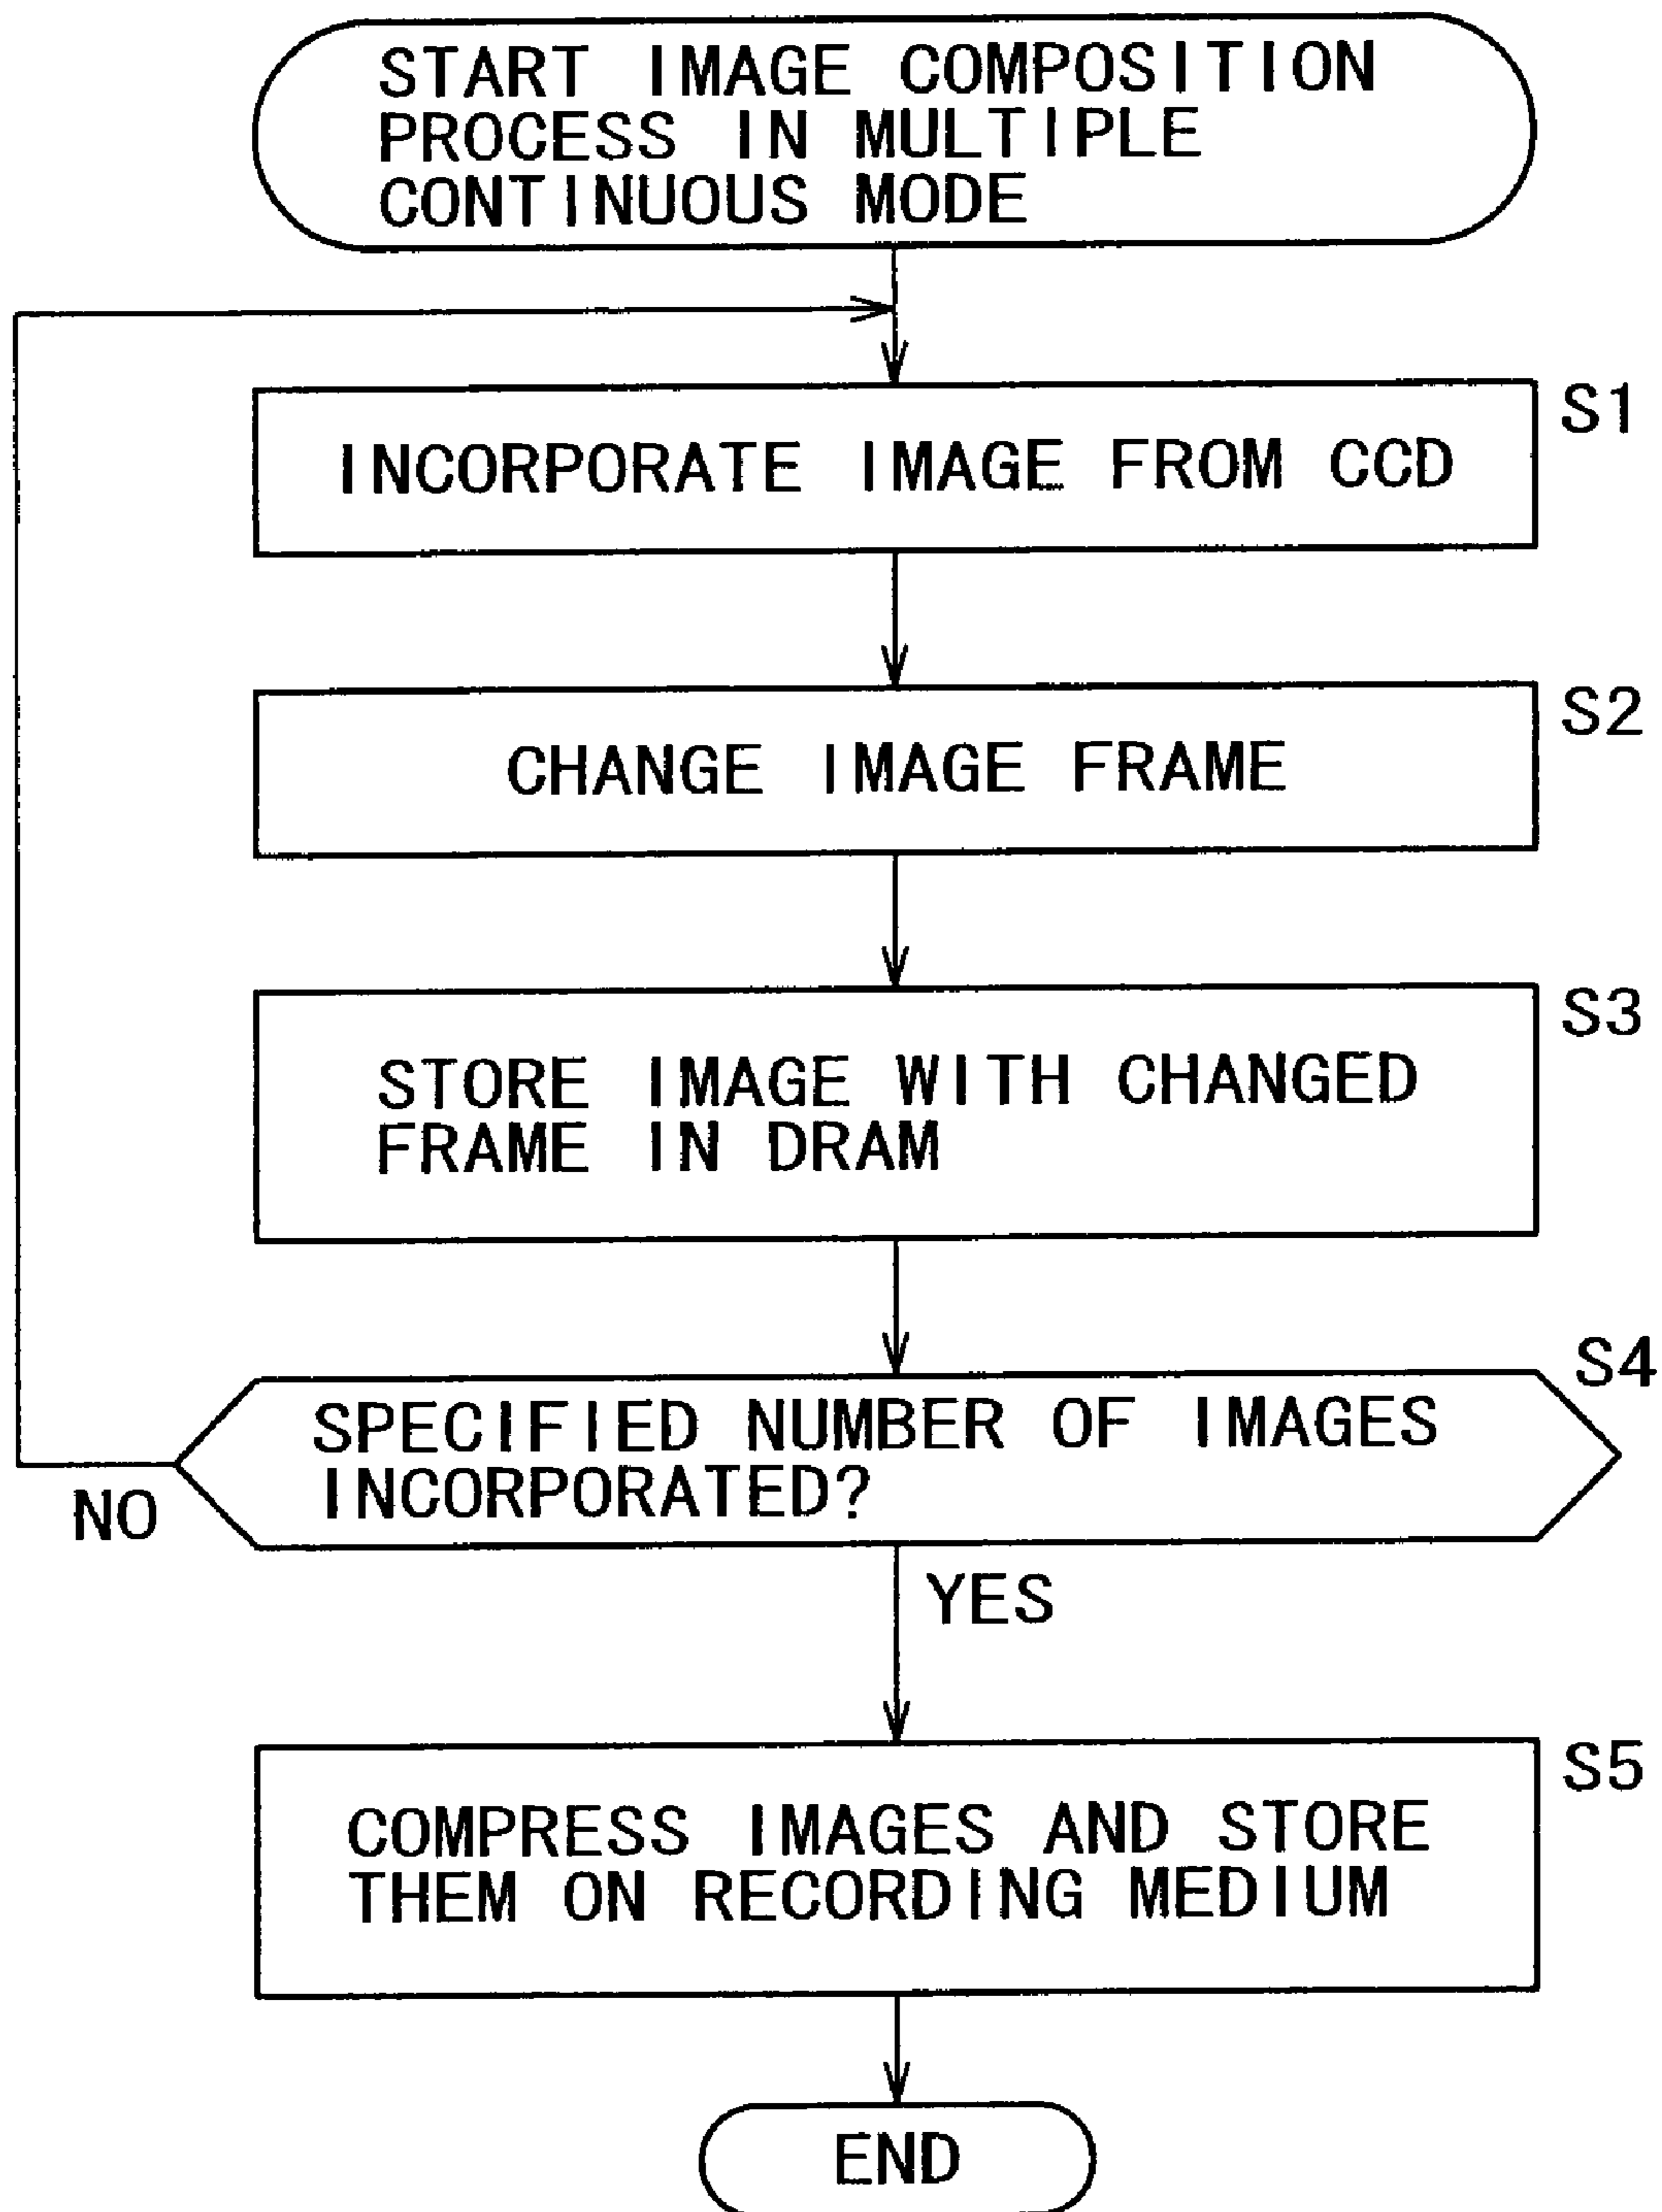 START IMAGE COMPOSITION
PROCESS IN MULTIPLE
CONTINUOUS MODE
S1
INCORPORATE IMAGE FROM CCD
S2
CHANGE IMAGE FRAME
S3
STORE IMAGE WITH CHANGED
FRAME IN DRAM
S4
SPECIFIED NUMBER OF IMAGES
INCORPORATED?
NO
YES
S5
COMPRESS IMAGES AND STORE
THEM ON RECORDING MEDIUM
END